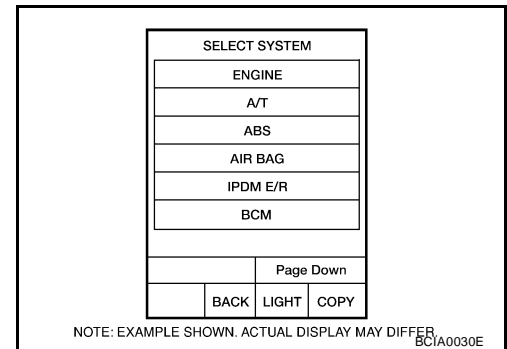 SELECT SYSTEM
ENGINE
A/T
ABS
AIR BAG
IPDM E/R
BCM
Page Down
BACK LIGHT COPY
NOTE: EXAMPLE SHOWN. ACTUAL DISPLAY MAY DIFFER.
BCIA0030E